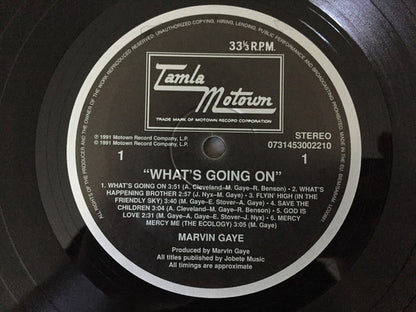 33⅓ R.P.M.
Tamla
Motown
TRADE MARK OF MOTOWN RECORD CORPORATION
℗ 1991 Motown Record Company, L.P.
© 1991 Motown Record Company, L.P.
STEREO
0731453002210
1
1
"WHAT'S GOING ON"
1. WHAT'S GOING ON 3:51 (A. Cleveland–M. Gaye–R. Benson) • 2. WHAT'S
HAPPENING BROTHER 2:57 (J. Nyx–M. Gaye) • 3. FLYIN' HIGH (IN THE
FRIENDLY SKY) 3:40 (M. Gaye–E. Stover–A. Gaye) • 4. SAVE THE
CHILDREN 3:04 (A. Cleveland–M. Gaye–R. Benson) • 5. GOD IS
LOVE 2:31 (M. Gaye–A. Gaye–E. Stover–J. Nyx) • 6. MERCY
MERCY ME (THE ECOLOGY) 3:05 (M. Gaye)
MARVIN GAYE
Produced by Marvin Gaye
All titles published by Jobete Music
All timings are approximate
ALL RIGHTS OF THE PRODUCER AND THE OWNER OF THE WORK REPRODUCED RESERVED. UNAUTHORIZED COPYING, HIRING, LENDING, PUBLIC PERFORMANCE AND BROADCASTING PROHIBITED. MADE IN THE EU.